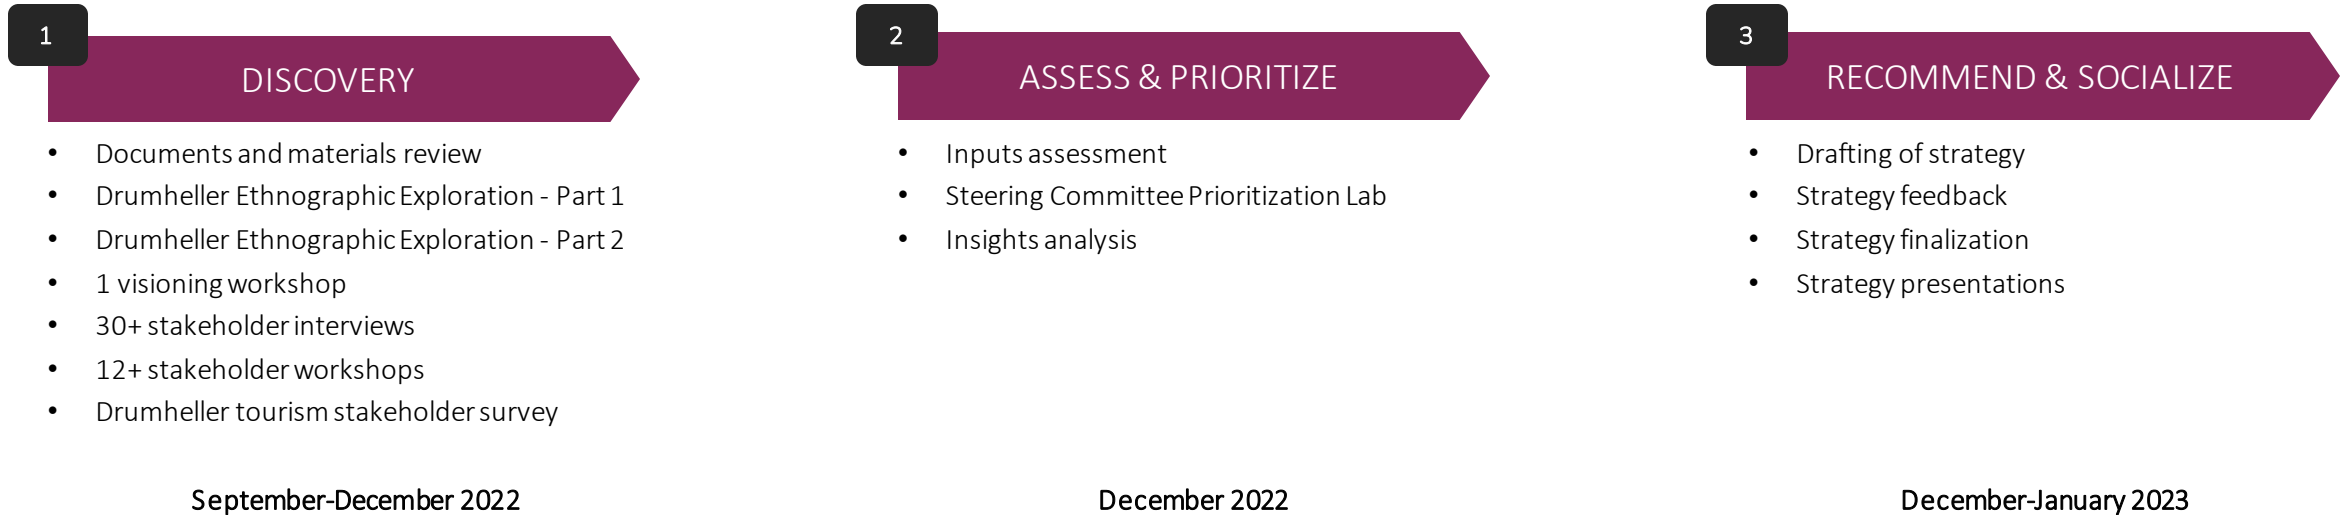 1
DISCOVERY
• Documents and materials review
• Drumheller Ethnographic Exploration - Part 1
• Drumheller Ethnographic Exploration - Part 2
• 1 visioning workshop
• 30+ stakeholder interviews
• 12+ stakeholder workshops
• Drumheller tourism stakeholder survey
September-December 2022
2
ASSESS & PRIORITIZE
• Inputs assessment
• Steering Committee Prioritization Lab
• Insights analysis
December 2022
3
RECOMMEND & SOCIALIZE
• Drafting of strategy
• Strategy feedback
• Strategy finalization
• Strategy presentations
December-January 2023